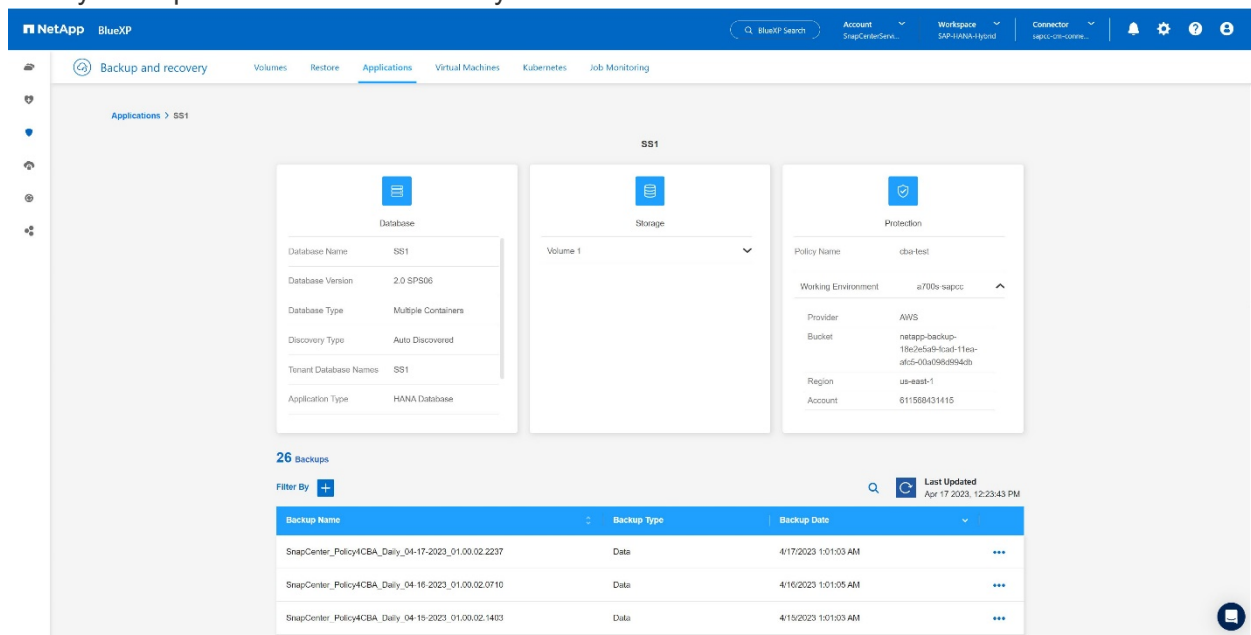 NetApp BlueXP
BlueXP Search
Account
SnapCenterServi...
Workspace
SAP-HANA-Hybrid
Connector
sapcc-cm-conne...
Backup and recovery
Volumes Restore Applications Virtual Machines Kubernetes Job Monitoring
Applications > SS1
SS1
Database
Database Name SS1
Database Version 2.0 SPS06
Database Type Multiple Containers
Discovery Type Auto Discovered
Tenant Database Names SS1
Application Type HANA Database
Storage
Volume 1
Protection
Policy Name cba-test
Working Environment a700s-sapcc
Provider AWS
Bucket netapp-backup-
18e2e5a9-fcad-11ea-
afc5-00a098d994db
Region us-east-1
Account 611568431415
26 Backups
Filter By
Last Updated
Apr 17 2023, 12:23:43 PM
Backup Name Backup Type Backup Date
SnapCenter_Policy4CBA_Daily_04-17-2023_01.00.02.2237 Data 4/17/2023 1:01:03 AM
SnapCenter_Policy4CBA_Daily_04-16-2023_01.00.02.0710 Data 4/16/2023 1:01:05 AM
SnapCenter_Policy4CBA_Daily_04-15-2023_01.00.02.1403 Data 4/15/2023 1:01:03 AM